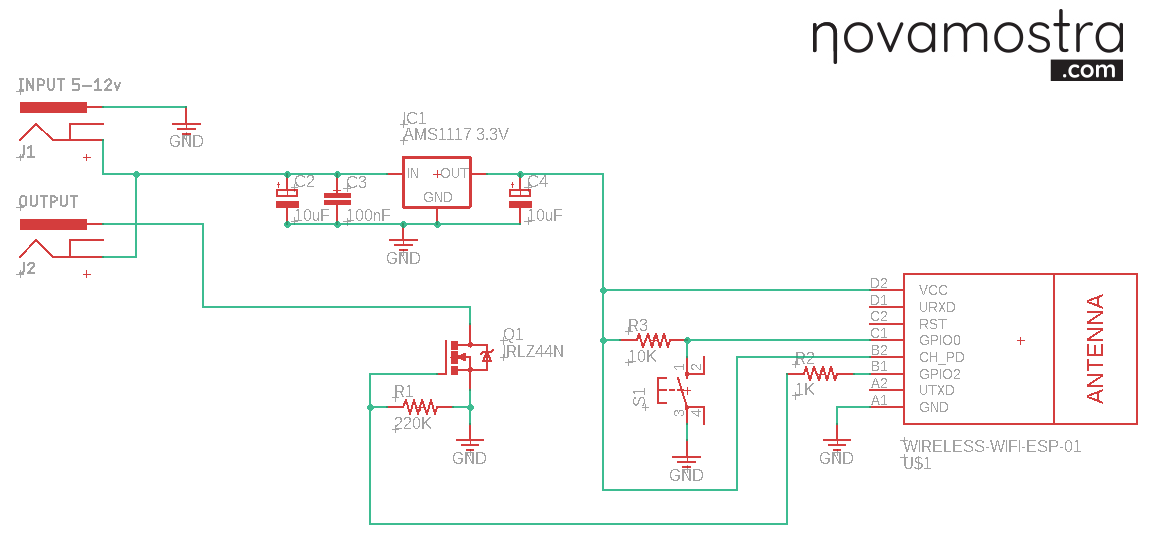 novamostra
.com
INPUT 5-12v
GND
J1
OUTPUT
J2
IC1
AMS1117 3.3V
IN
OUT
GND
C2
10uF
C3
100nF
C4
10uF
GND
Q1
IRLZ44N
R1
220K
GND
R3
10K
S1
1
2
3
4
GND
R2
1K
GND
D2
VCC
D1
URXD
C2
RST
C1
GPIO0
B2
CH_PD
B1
GPIO2
A2
UTXD
A1
GND
ANTENNA
WIRELESS-WIFI-ESP-01
U$1